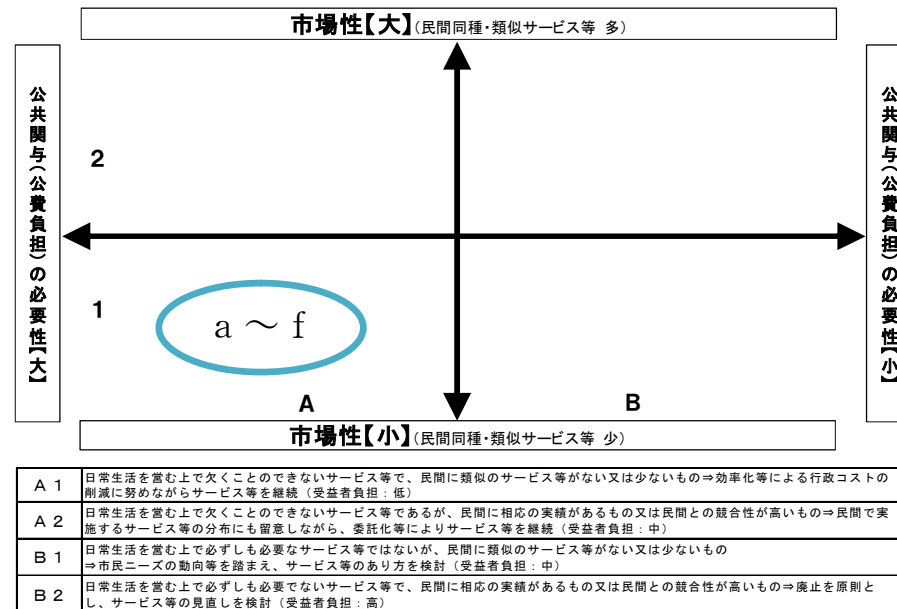 市場性【大】(民間同種・類似サービス等 多)
公共関与(公費負担)の必要性【大】
公共関与(公費負担)の必要性【小】
2
1
a ～ f
A
B
市場性【小】(民間同種・類似サービス等 少)
A 1
日常生活を営む上で欠くことのできないサービス等で、民間に類似のサービス等がない又は少ないもの⇒効率化等による行政コストの
削減に努めながらサービス等を継続（受益者負担：低）
A 2
日常生活を営む上で欠くことのできないサービス等であるが、民間に相応の実績があるもの又は民間との競合性が高いもの⇒民間で実
施するサービス等の分布にも留意しながら、委託化等によりサービス等を継続（受益者負担：中）
B 1
日常生活を営む上で必ずしも必要なサービス等ではないが、民間に類似のサービス等がない又は少ないもの
⇒市民ニーズの動向等を踏まえ、サービス等のあり方を検討（受益者負担：中）
B 2
日常生活を営む上で必ずしも必要でないサービス等で、民間に相応の実績があるもの又は民間との競合性が高いもの⇒廃止を原則と
し、サービス等の見直しを検討（受益者負担：高）